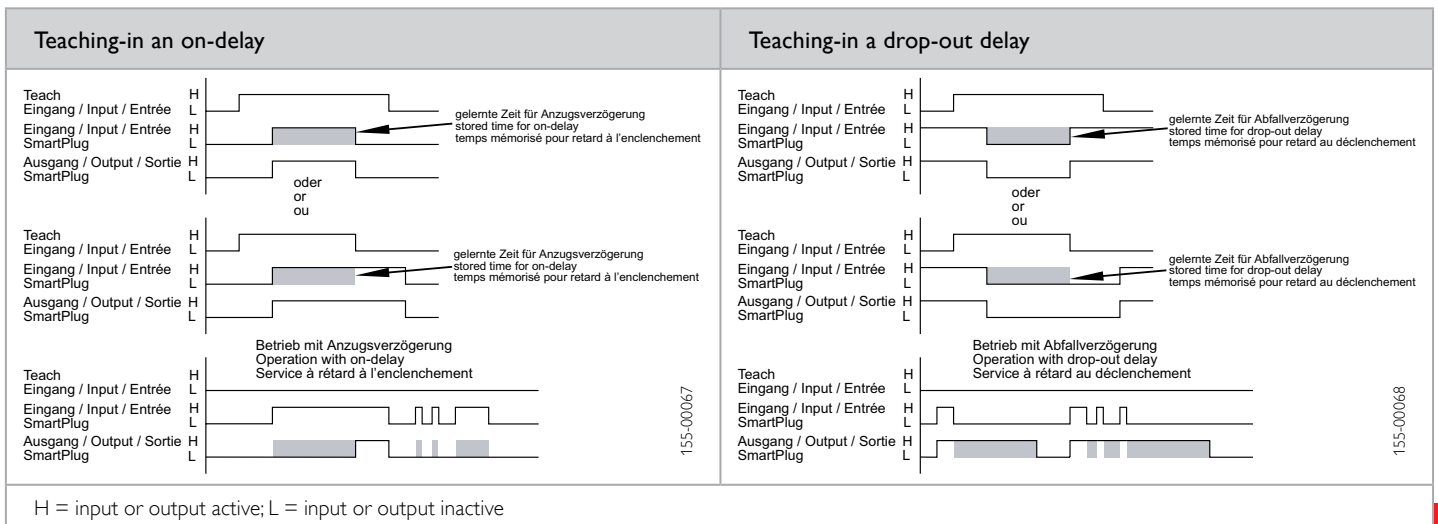 Teaching-in an on-delay
Teach H
Eingang / Input / Entrée L
Eingang / Input / Entrée H
SmartPlug L
Ausgang / Output / Sortie H
SmartPlug L
gelernte Zeit für Anzugsverzögerung
stored time for on-delay
temps mémorisé pour retard à l'enclenchement
oder
or
ou
Teach H
Eingang / Input / Entrée L
Eingang / Input / Entrée H
SmartPlug L
Ausgang / Output / Sortie H
SmartPlug L
gelernte Zeit für Anzugsverzögerung
stored time for on-delay
temps mémorisé pour retard à l'enclenchement
Betrieb mit Anzugsverzögerung
Operation with on-delay
Service à rétard à l'enclenchement
Teach H
Eingang / Input / Entrée L
Eingang / Input / Entrée H
SmartPlug L
Ausgang / Output / Sortie H
SmartPlug L
155-00067
Teaching-in a drop-out delay
Teach H
Eingang / Input / Entrée L
Eingang / Input / Entrée H
SmartPlug L
Ausgang / Output / Sortie H
SmartPlug L
gelernte Zeit für Abfallverzögerung
stored time for drop-out delay
temps mémorisé pour retard au déclenchement
oder
or
ou
Teach H
Eingang / Input / Entrée L
Eingang / Input / Entrée H
SmartPlug L
Ausgang / Output / Sortie H
SmartPlug L
gelernte Zeit für Abfallverzögerung
stored time for drop-out delay
temps mémorisé pour retard au déclenchement
Betrieb mit Abfallverzögerung
Operation with drop-out delay
Service à rétard au déclenchement
Teach H
Eingang / Input / Entrée L
Eingang / Input / Entrée H
SmartPlug L
Ausgang / Output / Sortie H
SmartPlug L
155-00068
H = input or output active; L = input or output inactive